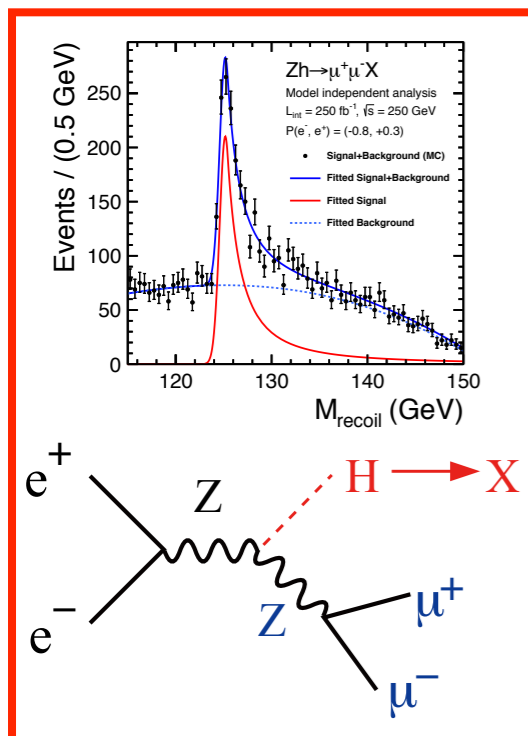 Zh→μ⁺μ⁻X
Model independent analysis
L_int = 250 fb⁻¹, √s = 250 GeV
P(e⁻, e⁺) = (-0.8, +0.3)
Signal+Background (MC)
Fitted Signal+Background
Fitted Signal
Fitted Background
Events / (0.5 GeV)
250
200
150
100
50
0
120 130 140 150
M_recoil (GeV)
e⁺
Z
H
X
e⁻
Z
μ⁺
μ⁻